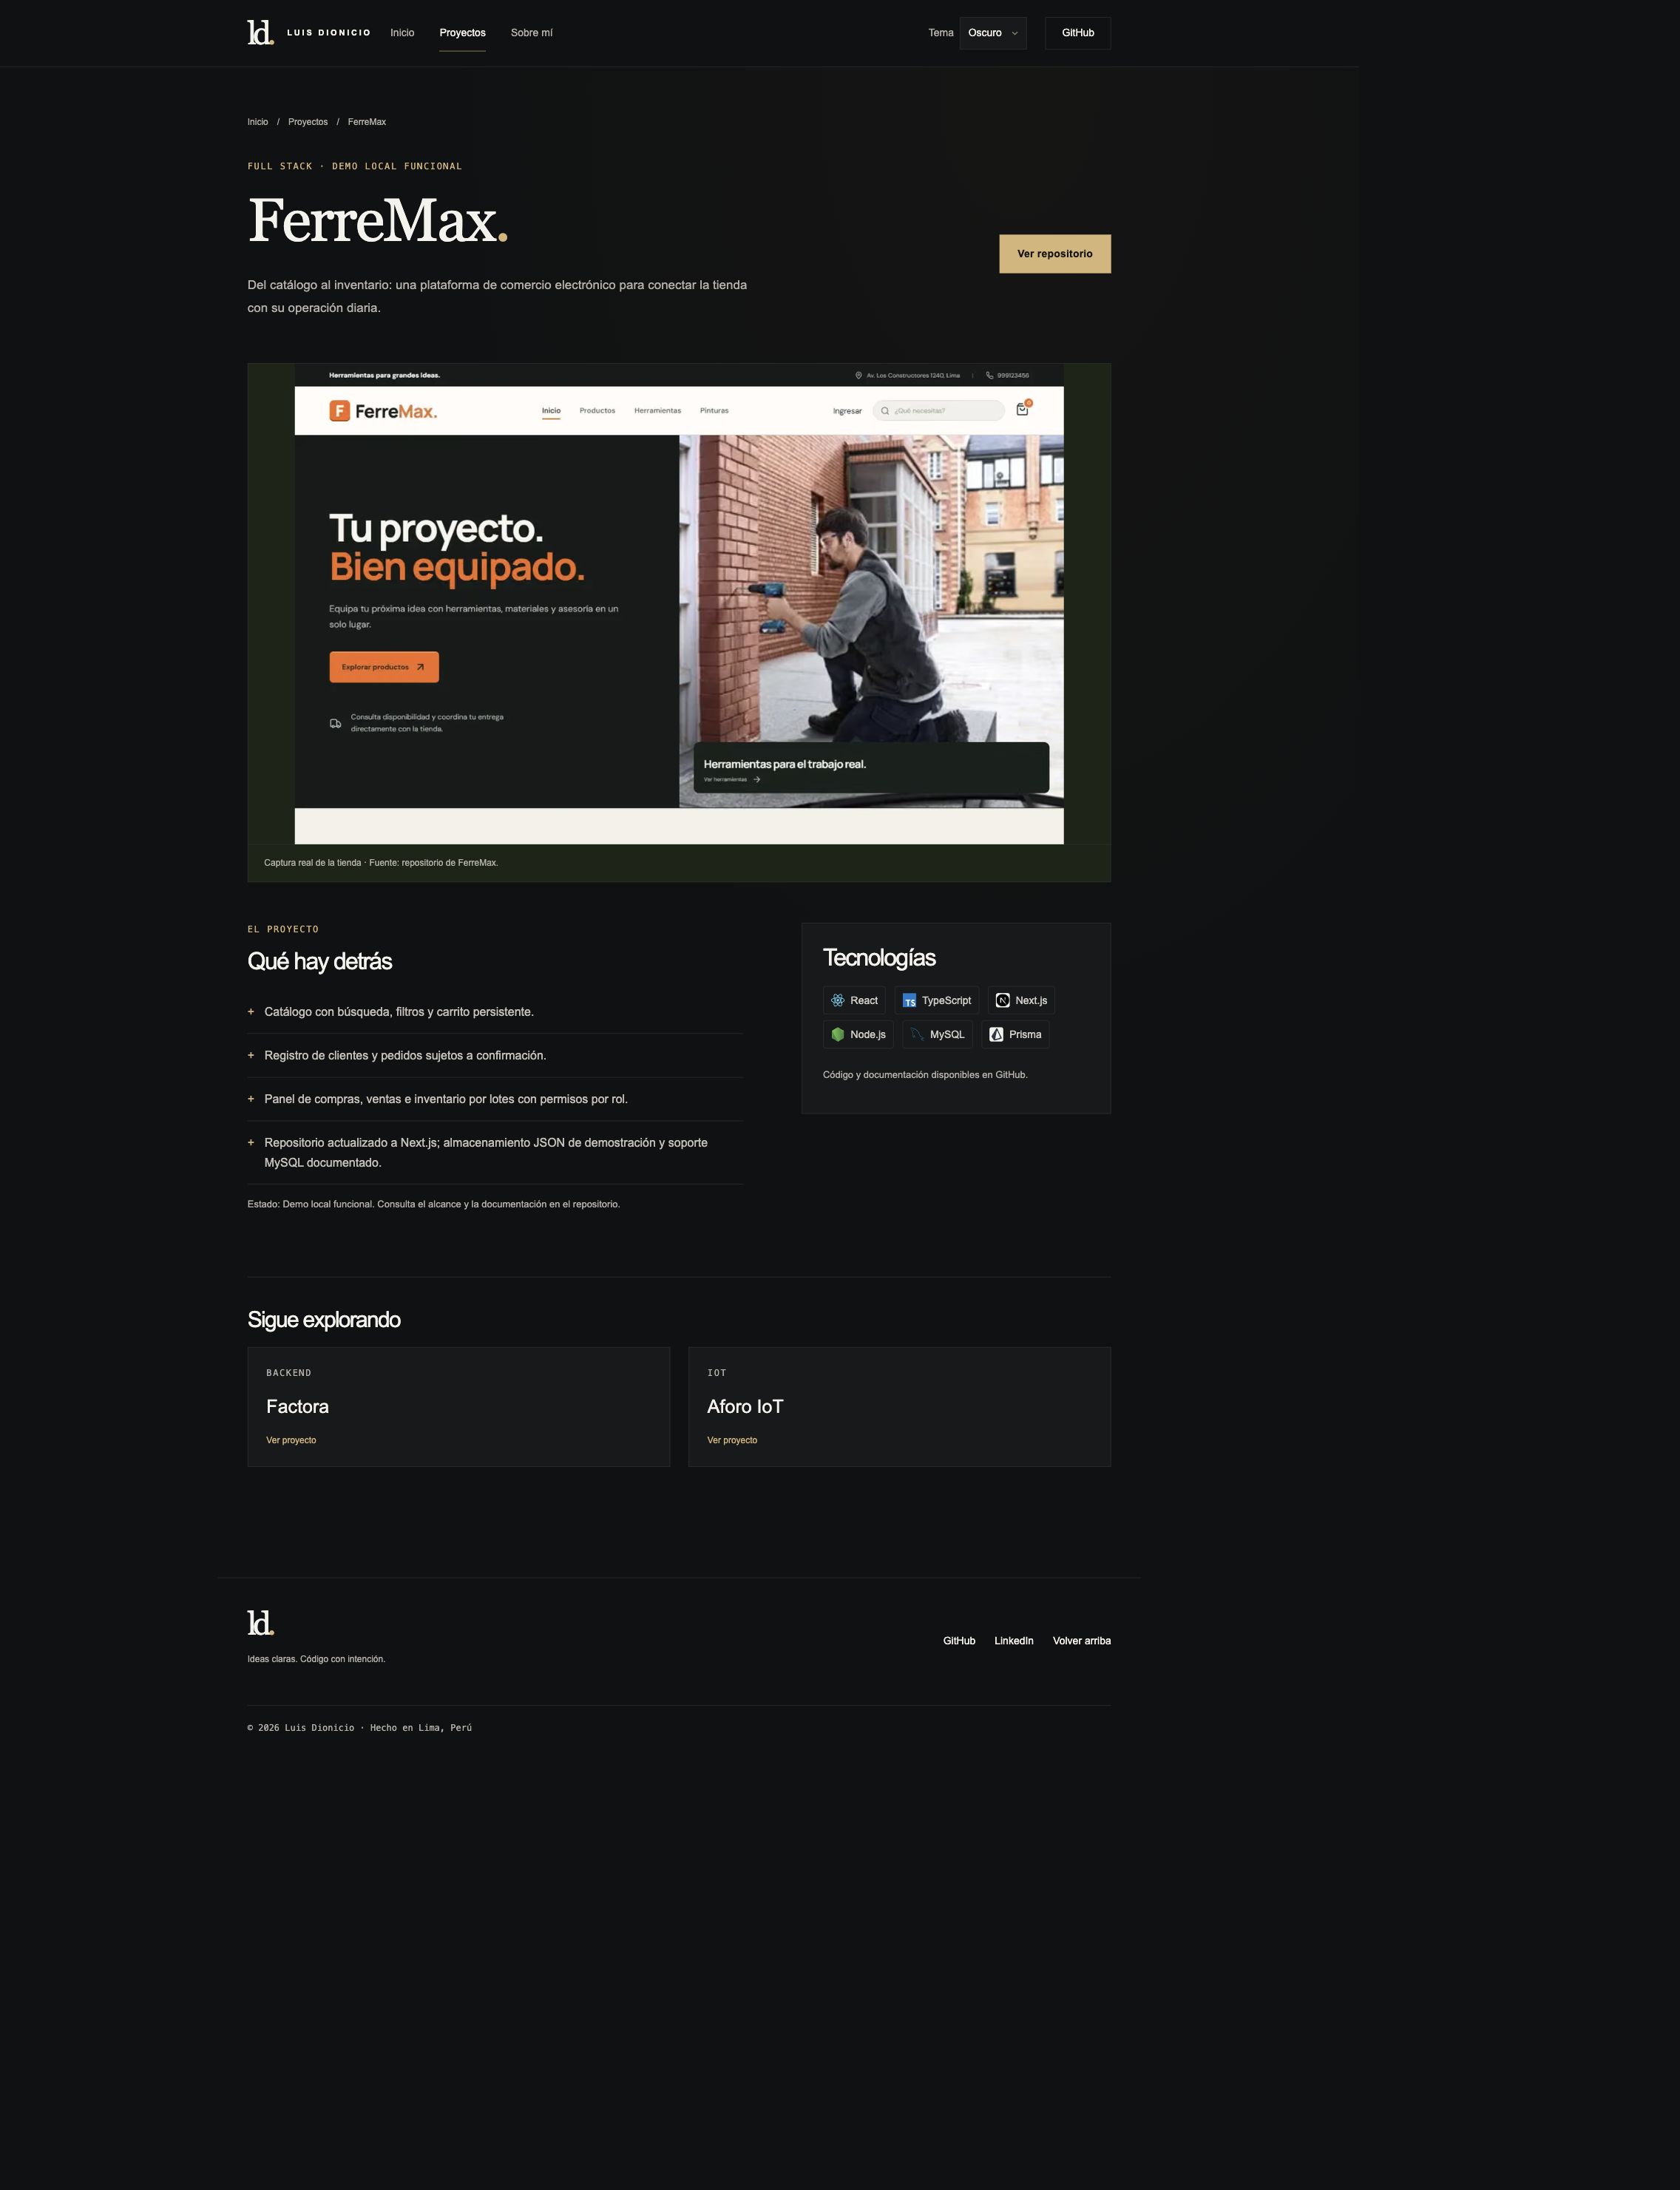 ld. LUIS DIONICIO Inicio Proyectos Sobre mí Tema Oscuro GitHub
Inicio / Proyectos / FerreMax
FULL STACK · DEMO LOCAL FUNCIONAL
FerreMax.
Ver repositorio
Del catálogo al inventario: una plataforma de comercio electrónico para conectar la tienda
con su operación diaria.
Herramientas para grandes ideas. Av. Los Constructores 1240, Lima | 999123456
F FerreMax. Inicio Productos Herramientas Pinturas Ingresar ¿Qué necesitas?
Tu proyecto.
Bien equipado.
Equipa tu próxima idea con herramientas, materiales y asesoría en un
solo lugar.
Explorar productos
Consulta disponibilidad y coordina tu entrega
directamente con la tienda.
Herramientas para el trabajo real.
Ver herramientas
Captura real de la tienda · Fuente: repositorio de FerreMax.
EL PROYECTO
Qué hay detrás
+ Catálogo con búsqueda, filtros y carrito persistente.
+ Registro de clientes y pedidos sujetos a confirmación.
+ Panel de compras, ventas e inventario por lotes con permisos por rol.
+ Repositorio actualizado a Next.js; almacenamiento JSON de demostración y soporte
MySQL documentado.
Estado: Demo local funcional. Consulta el alcance y la documentación en el repositorio.
Tecnologías
React TS TypeScript N Next.js
Node.js MySQL Prisma
Código y documentación disponibles en GitHub.
Sigue explorando
BACKEND
Factora
Ver proyecto
IOT
Aforo IoT
Ver proyecto
ld.
Ideas claras. Código con intención.
GitHub LinkedIn Volver arriba
© 2026 Luis Dionicio · Hecho en Lima, Perú